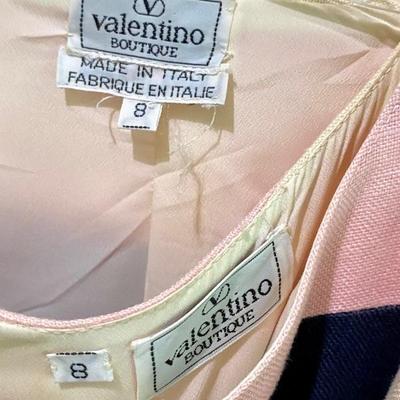 valentino
BOUTIQUE
MADE IN ITALY
FABRIQUE EN ITALIE
8
valentino
BOUTIQUE
8